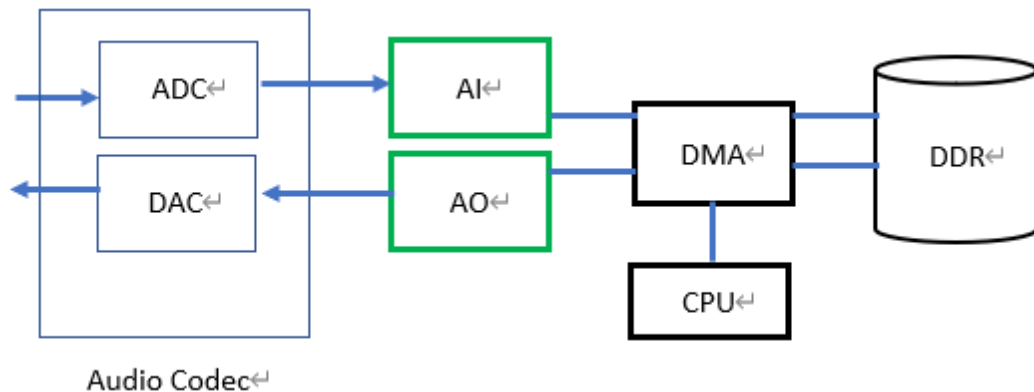 ADC↵
AI↵
DMA↵
DDR↵
DAC↵
AO↵
CPU↵
Audio Codec↵